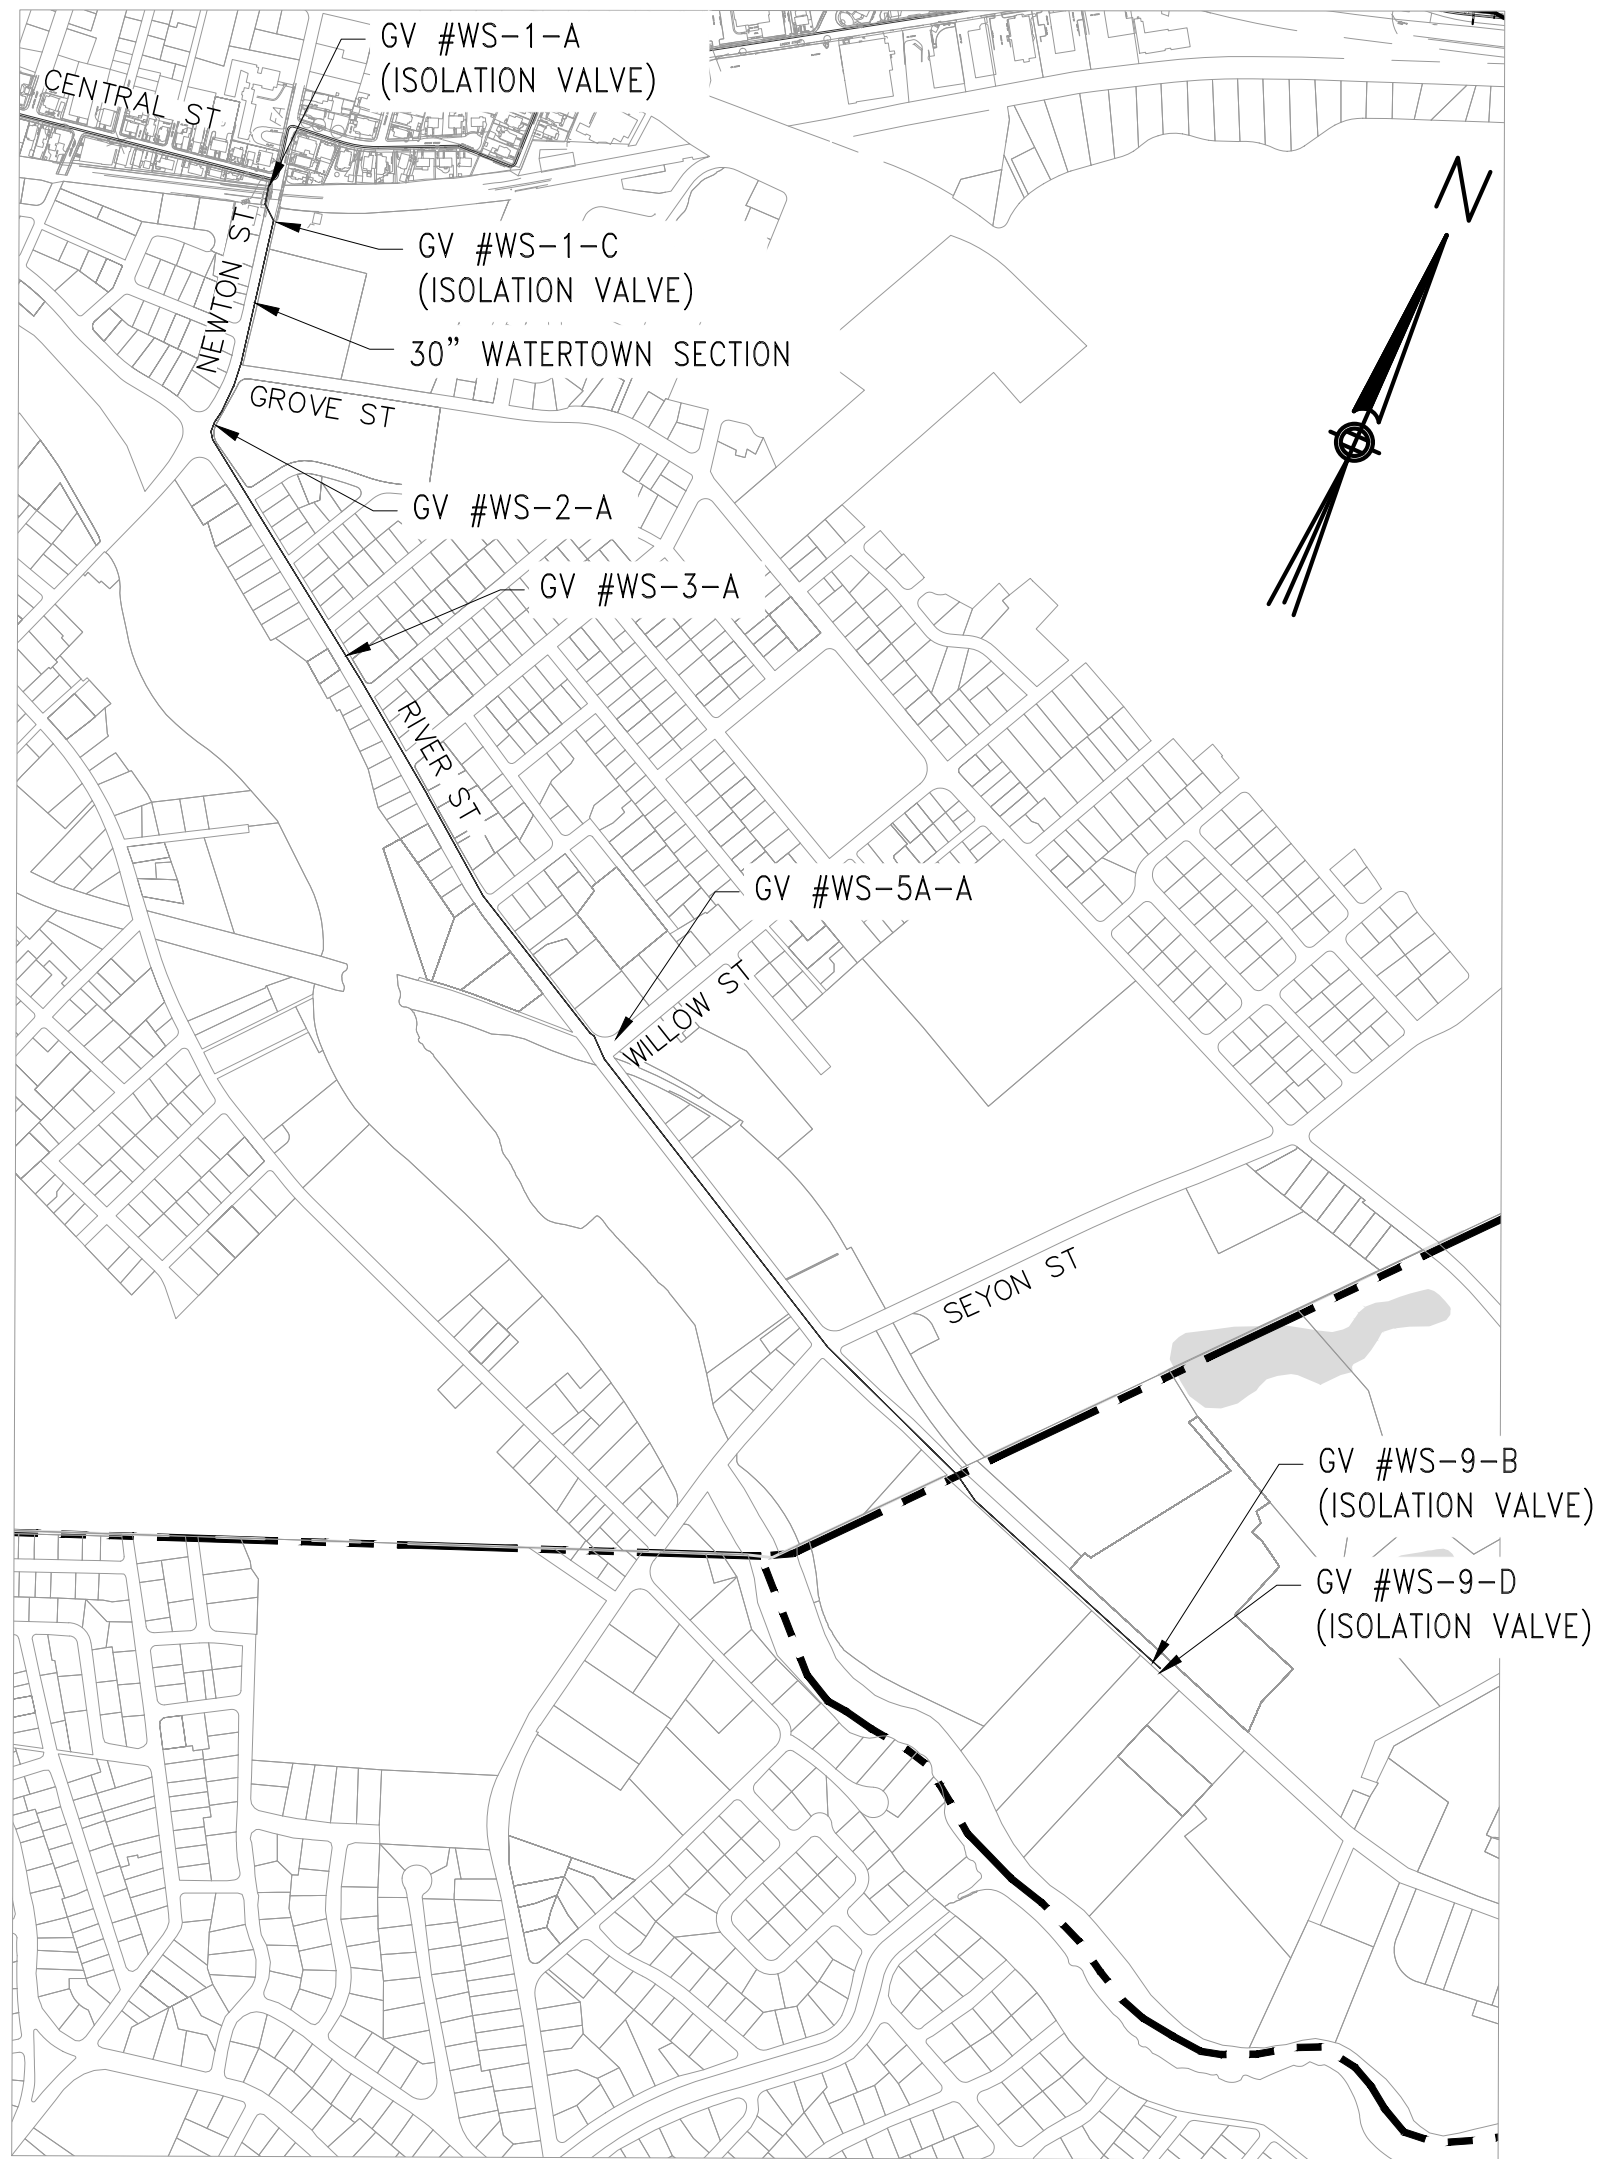 GV #WS-1-A
(ISOLATION VALVE)
CENTRAL ST
N
NEWTON ST
GV #WS-1-C
(ISOLATION VALVE)
30” WATERTOWN SECTION
GROVE ST
GV #WS-2-A
GV #WS-3-A
RIVER ST
GV #WS-5A-A
WILLOW ST
SEYON ST
GV #WS-9-B
(ISOLATION VALVE)
GV #WS-9-D
(ISOLATION VALVE)